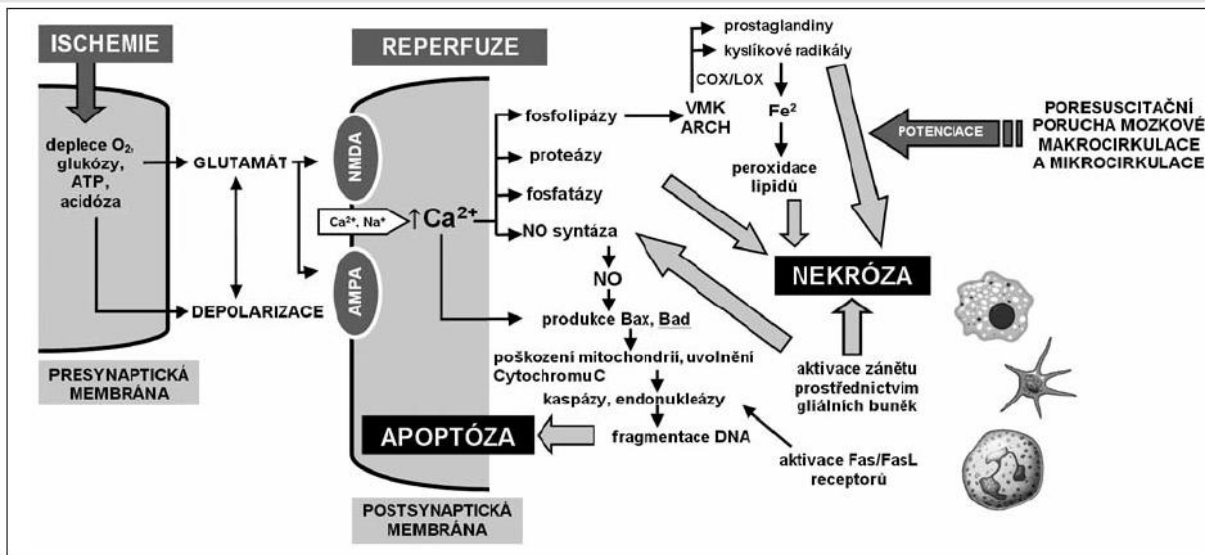 ISCHEMIE
deplece O₂,
glukózy,
ATP,
acidóza
PRESYNAPTICKÁ
MEMBRÁNA
GLUTAMÁT
DEPOLARIZACE
REPERFUZE
NMDA
Ca²⁺, Na⁺
↑Ca²⁺
AMPA
fosfolipázy
proteázy
fosfatázy
NO syntáza
VMK
ARCH
COX/LOX
prostaglandiny
kyslíkové radikály
Fe²
peroxidace
lipidů
POTENCIACE
PORESUSCITAČNÍ
PORUCHA MOZKOVÉ
MAKROCIRKULACE
A MIKROCIRKULACE
NEKRÓZA
NO
produkce Bax, Bad
poškození mitochondrií, uvolnění
Cytochromu C
kaspázy, endonukleázy
fragmentace DNA
APOPTÓZA
aktivace zánětu
prostřednictvím
gliálních buněk
aktivace Fas/FasL
receptorů
POSTSYNAPTICKÁ
MEMBRÁNA